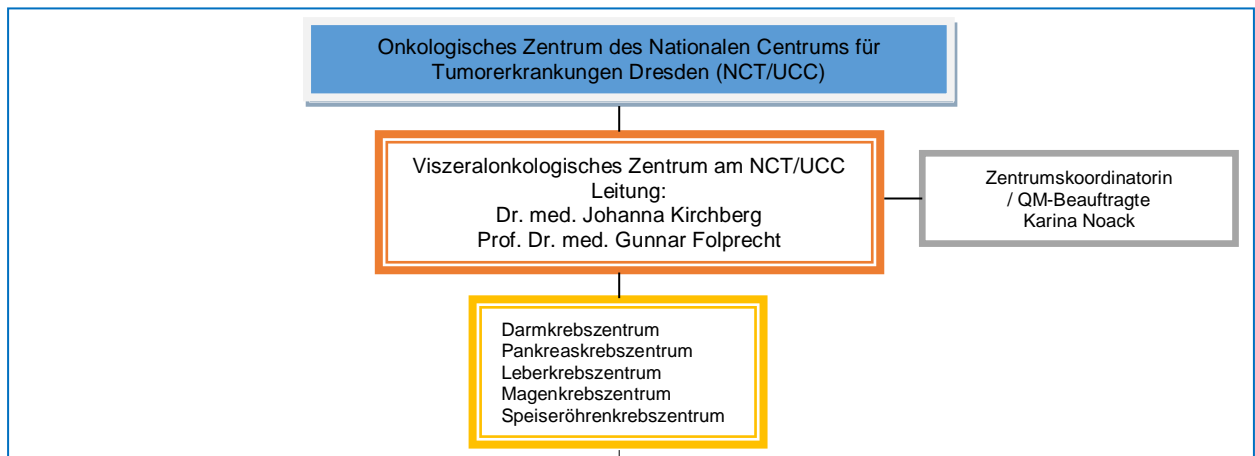 Onkologisches Zentrum des Nationalen Centrums für
Tumorerkrankungen Dresden (NCT/UCC)
Viszeralonkologisches Zentrum am NCT/UCC
Leitung:
Dr. med. Johanna Kirchberg
Prof. Dr. med. Gunnar Folprecht
Zentrumskoordinatorin
/ QM-Beauftragte
Karina Noack
Darmkrebszentrum
Pankreaskrebszentrum
Leberkrebszentrum
Magenkrebszentrum
Speiseröhrenkrebszentrum